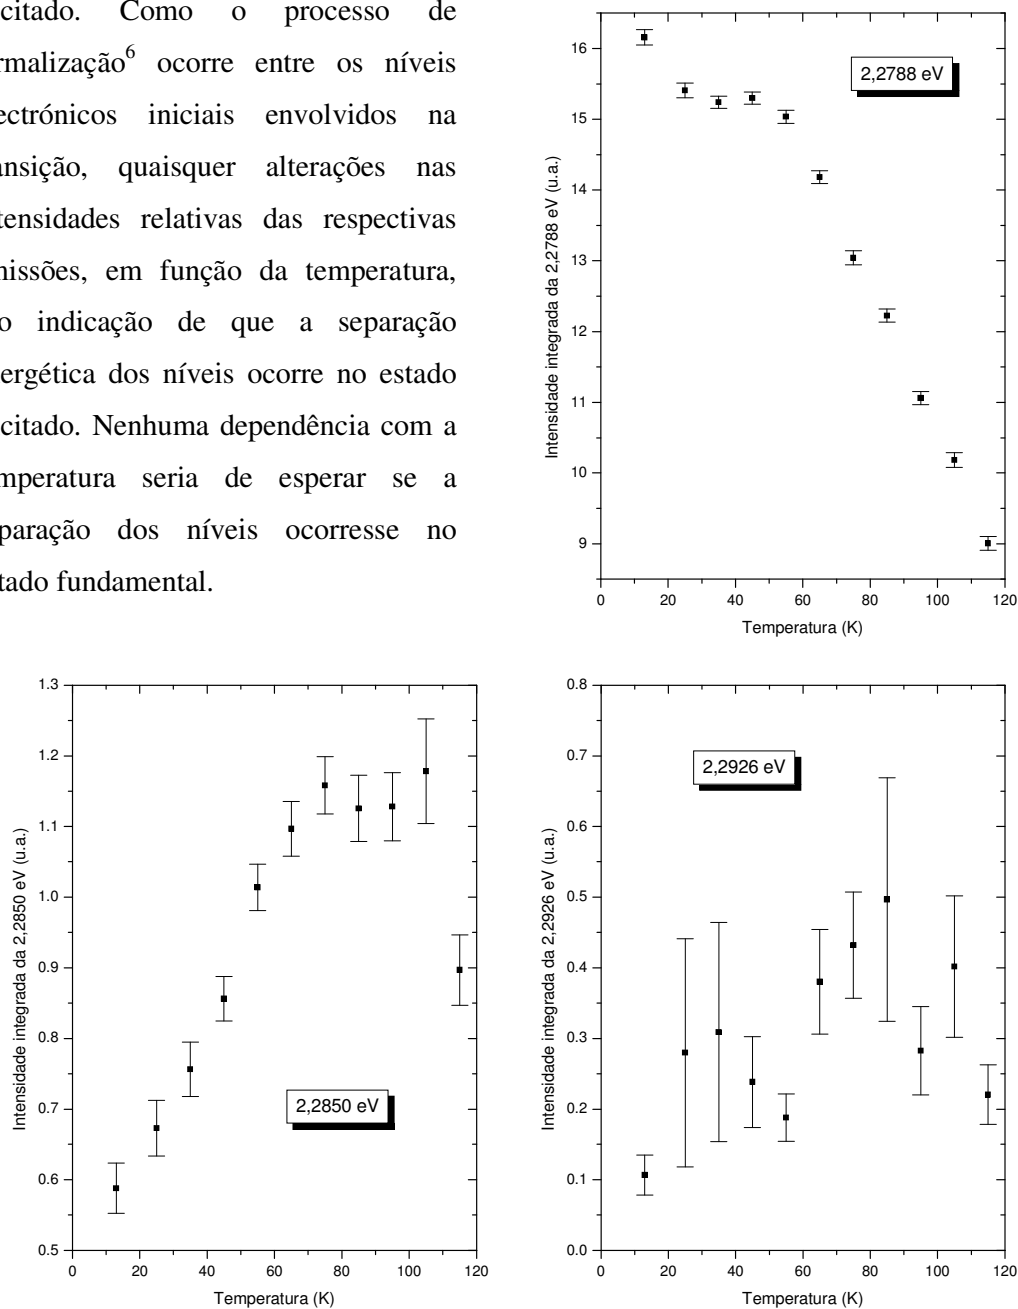 citado. Como o processo de
rmalização6 ocorre entre os níveis
ectrónicos iniciais envolvidos na
ansição, quaisquer alterações nas
tensidades relativas das respectivas
missões, em função da temperatura,
o indicação de que a separação
ergética dos níveis ocorre no estado
citado. Nenhuma dependência com a
mperatura seria de esperar se a
paração dos níveis ocorresse no
tado fundamental.
2,2788 eV
Intensidade integrada da 2,2788 eV (u.a.)
16
15
14
13
12
11
10
9
0 20 40 60 80 100 120
Temperatura (K)
2,2850 eV
Intensidade integrada da 2,2850 eV (u.a.)
1.3
1.2
1.1
1.0
0.9
0.8
0.7
0.6
0.5
0 20 40 60 80 100 120
Temperatura (K)
2,2926 eV
Intensidade integrada da 2,2926 eV (u.a.)
0.8
0.7
0.6
0.5
0.4
0.3
0.2
0.1
0.0
0 20 40 60 80 100 120
Temperatura (K)